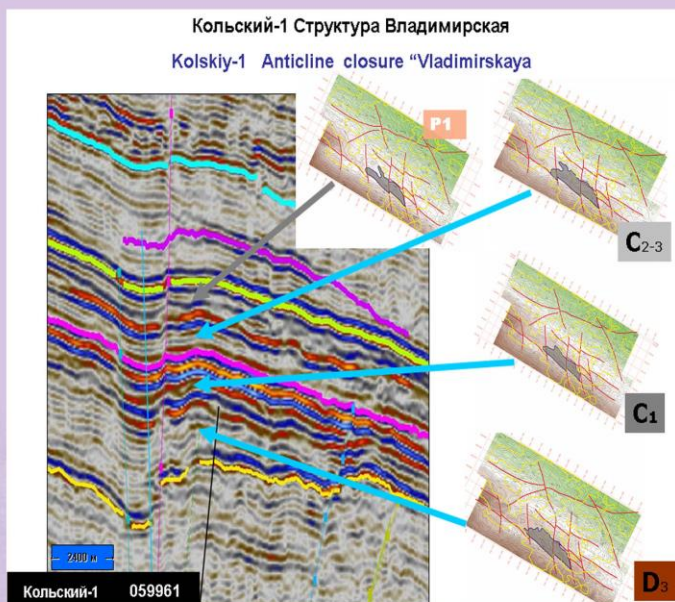 Кольский-1 Структура Владимирская
Kolskiy-1 Anticline closure “Vladimirskaya
P1
C2-3
C1
D3
2400 м
Кольский-1 059961